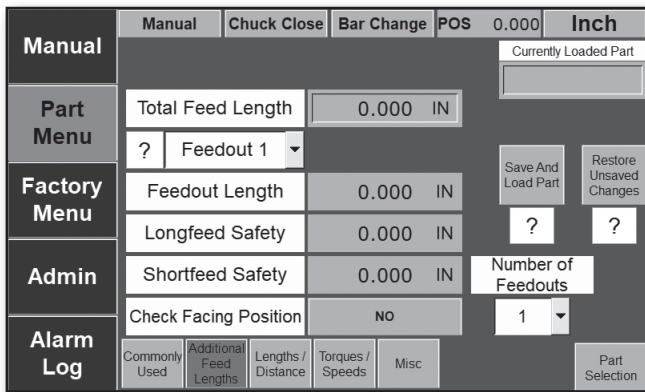 Manual
Chuck Close
Bar Change
POS 0.000
Inch
Manual
Part
Menu
Factory
Menu
Admin
Alarm
Log
Currently Loaded Part
Total Feed Length 0.000 IN
? Feedout 1
Feedout Length 0.000 IN
Longfeed Safety 0.000 IN
Shortfeed Safety 0.000 IN
Check Facing Position NO
Save And
Load Part
?
Restore
Unsaved
Changes
?
Number of
Feedouts
1
Commonly
Used
Additional
Feed
Lengths
Lengths /
Distance
Torques /
Speeds
Misc
Part
Selection